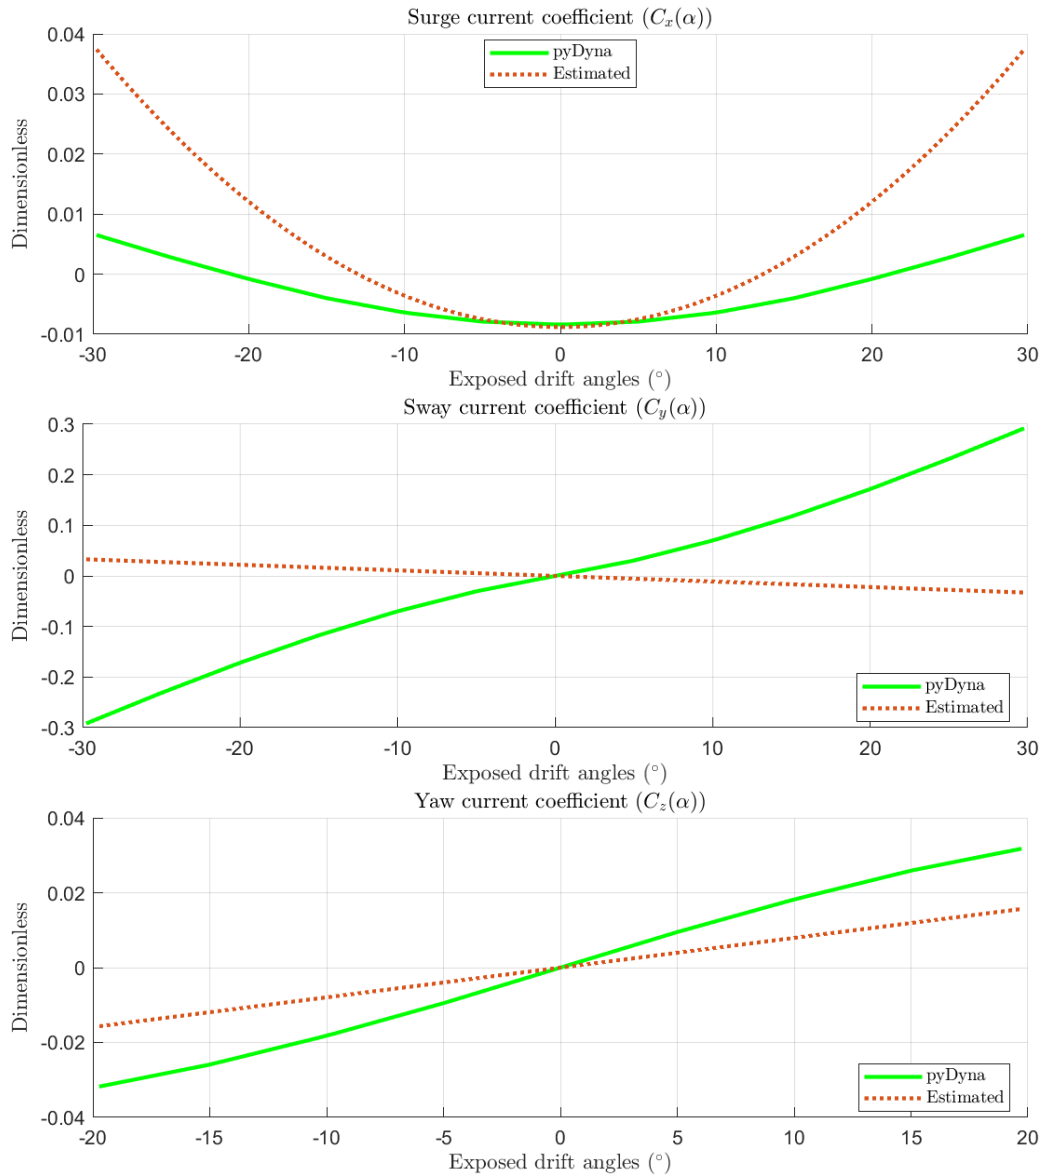 Surge current coefficient (C_x(α))
0.04
0.03
0.02
0.01
0
-0.01
Dimensionless
pyDyna
Estimated
-30 -20 -10 0 10 20 30
Exposed drift angles (°)
Sway current coefficient (C_y(α))
0.3
0.2
0.1
0
-0.1
-0.2
-0.3
Dimensionless
pyDyna
Estimated
-30 -20 -10 0 10 20 30
Exposed drift angles (°)
Yaw current coefficient (C_z(α))
0.04
0.02
0
-0.02
-0.04
Dimensionless
pyDyna
Estimated
-20 -15 -10 -5 0 5 10 15 20
Exposed drift angles (°)